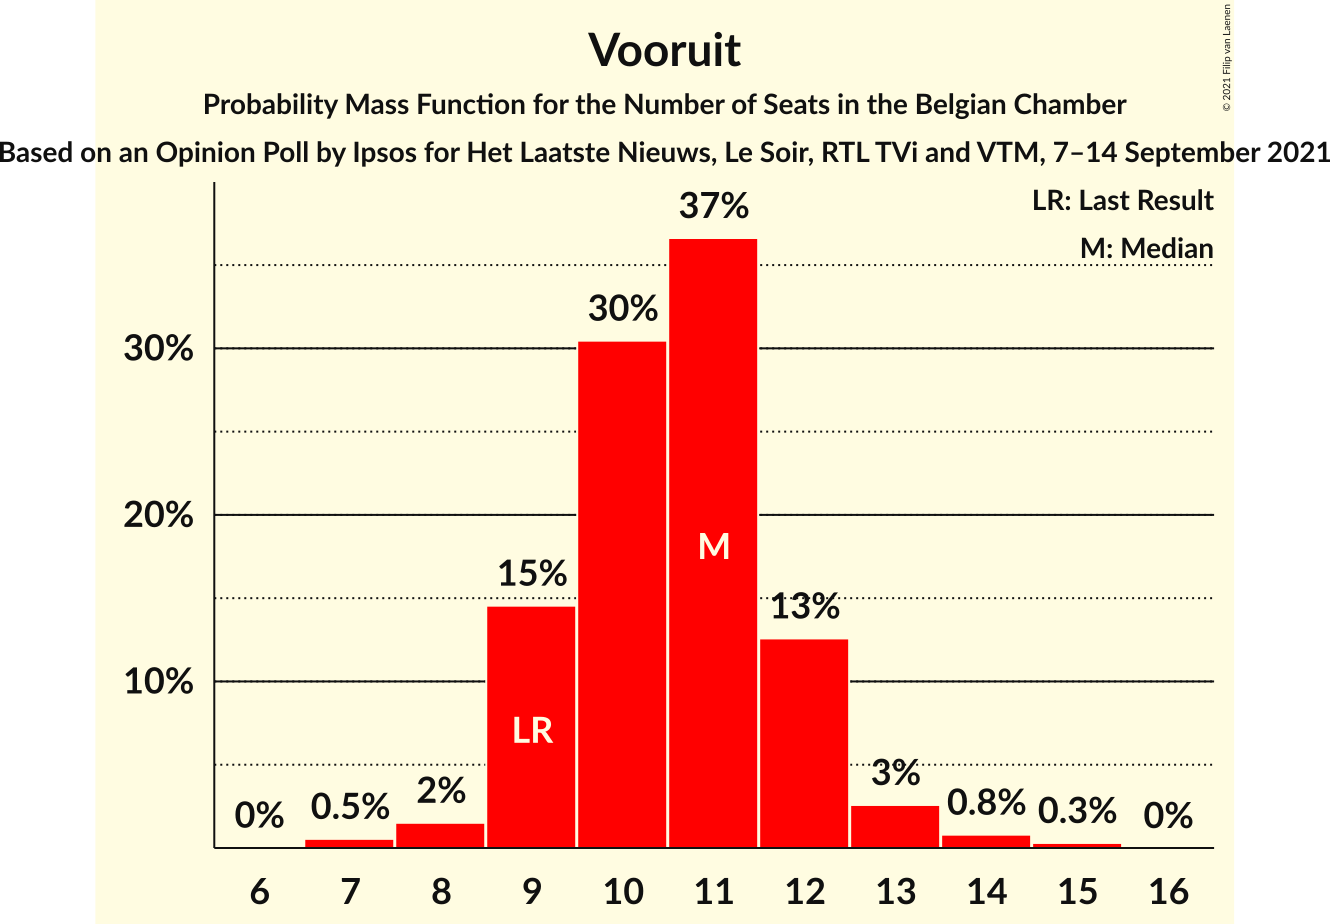 Vooruit
Probability Mass Function for the Number of Seats in the Belgian Chamber
Based on an Opinion Poll by Ipsos for Het Laatste Nieuws, Le Soir, RTL TVi and VTM, 7–14 September 2021
© 2021 Filip van Laenen
LR: Last Result
M: Median
37%
30%
30%
20%
M
15%
13%
10%
LR
3%
2%
0.8%
0.5%
0.3%
0%
0%
6 7 8 9 10 11 12 13 14 15 16